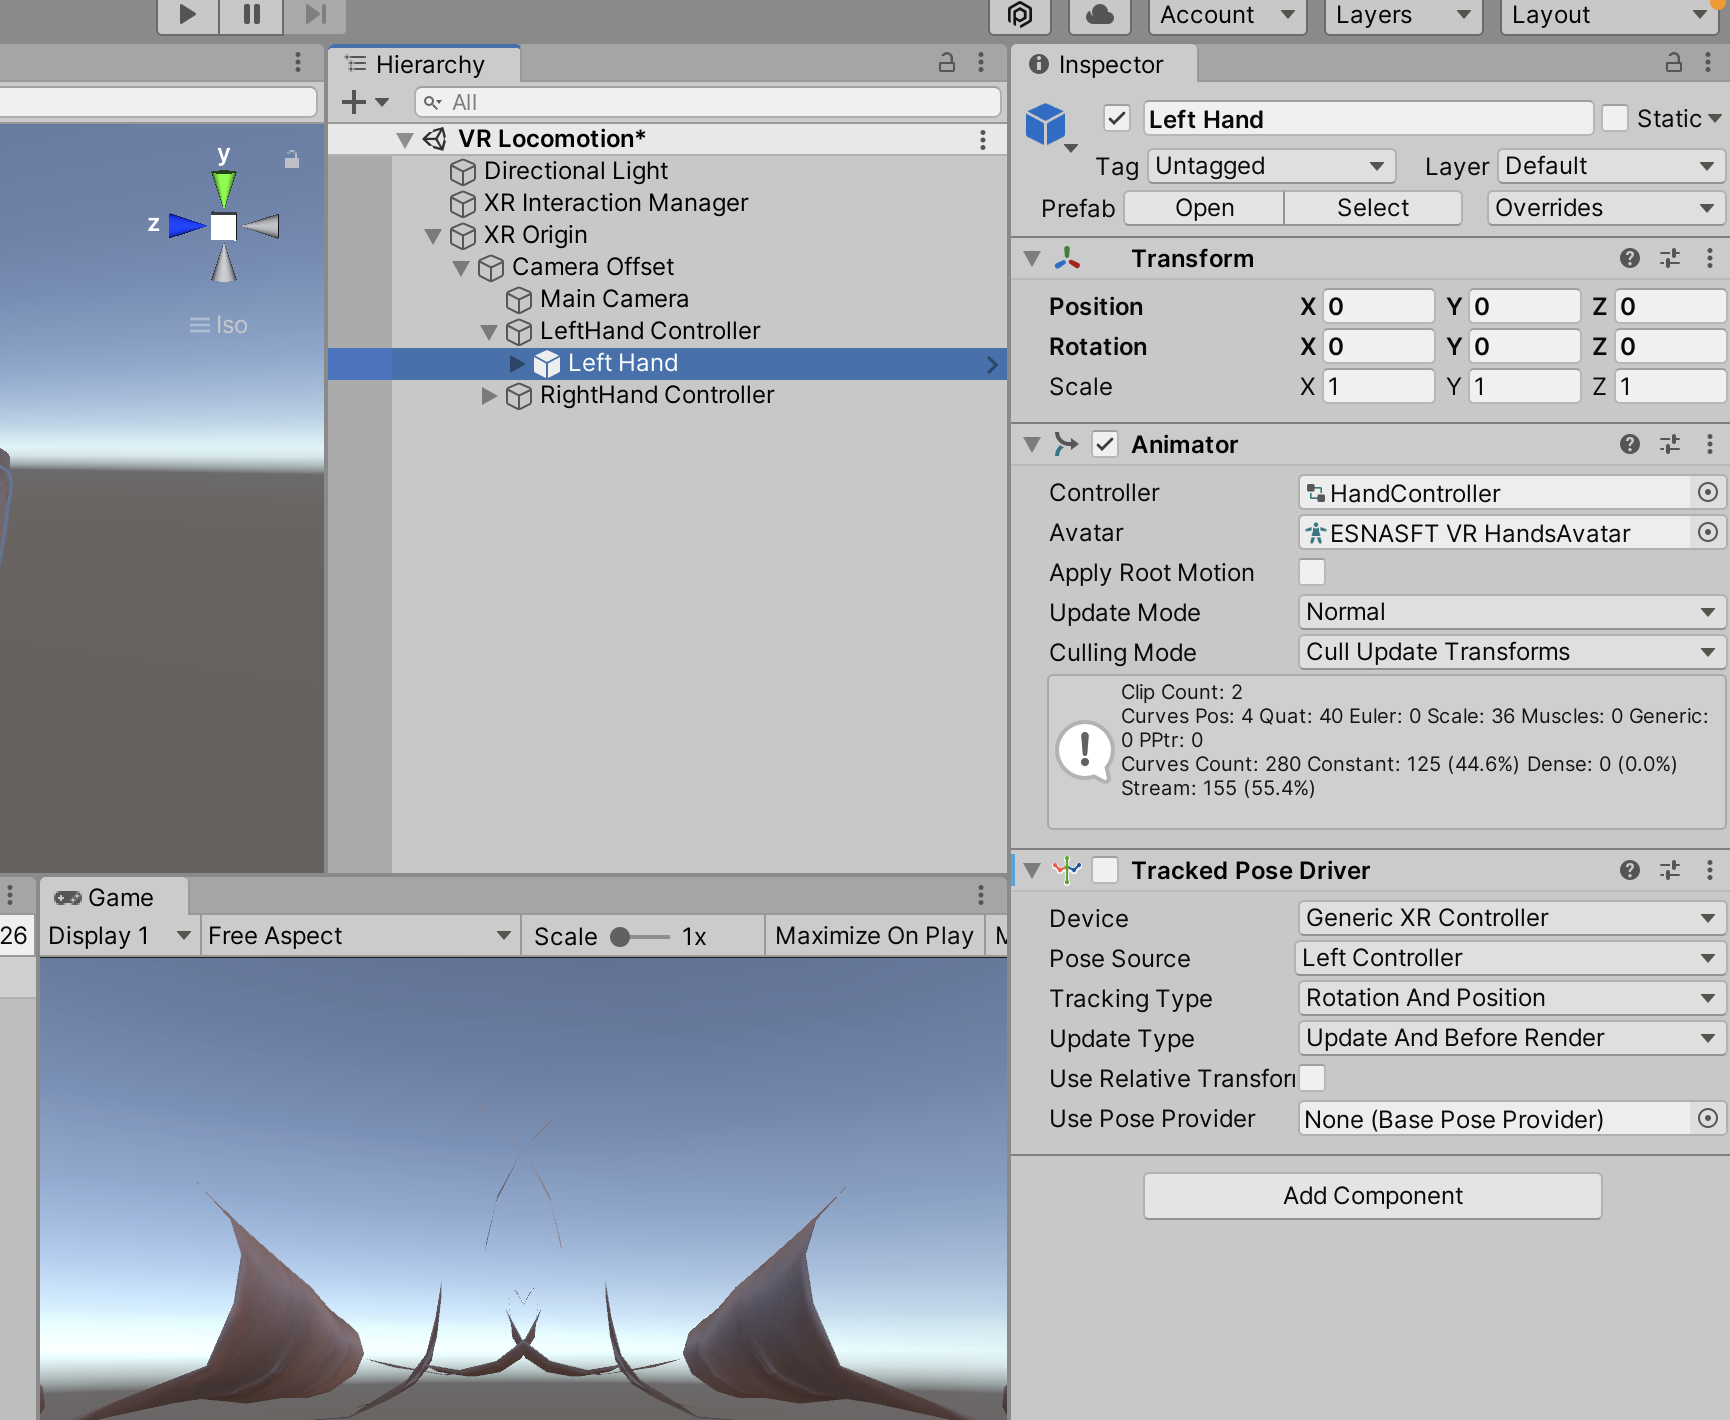 Account
Layers
Layout
Hierarchy
All
VR Locomotion*
Directional Light
XR Interaction Manager
XR Origin
Camera Offset
Main Camera
LeftHand Controller
Left Hand
RightHand Controller
y
z
Iso
Inspector
Left Hand
Static
Tag Untagged Layer Default
Prefab Open Select Overrides
Transform
Position X 0 Y 0 Z 0
Rotation X 0 Y 0 Z 0
Scale X 1 Y 1 Z 1
Animator
Controller HandController
Avatar ESNASFT VR HandsAvatar
Apply Root Motion
Update Mode Normal
Culling Mode Cull Update Transforms
Clip Count: 2
Curves Pos: 4 Quat: 40 Euler: 0 Scale: 36 Muscles: 0 Generic:
0 PPtr: 0
Curves Count: 280 Constant: 125 (44.6%) Dense: 0 (0.0%)
Stream: 155 (55.4%)
Tracked Pose Driver
Device Generic XR Controller
Pose Source Left Controller
Tracking Type Rotation And Position
Update Type Update And Before Render
Use Relative Transfor
Use Pose Provider None (Base Pose Provider)
Add Component
Game
26
Display 1 Free Aspect Scale 1x Maximize On Play